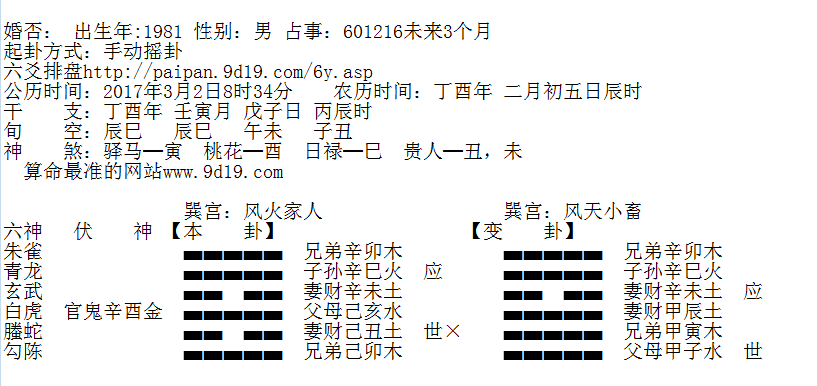 婚否： 出生年:1981 性别：男 占事：601216未来3个月
起卦方式：手动摇卦
六爻排盘http://paipan.9d19.com/6y.asp
公历时间：2017年3月2日8时34分 农历时间：丁酉年 二月初五日辰时
干 支：丁酉年 壬寅月 戊子日 丙辰时
旬 空：辰巳 辰巳 午未 子丑
神 煞：驿马—寅 桃花—酉 日禄—巳 贵人—丑，未
算命最准的网站www.9d19.com
巽宫：风火家人 巽宫：风天小畜
六神 伏 神 【本 卦】 【变 卦】
朱雀 兄弟辛卯木 兄弟辛卯木
青龙 子孙辛巳火 应 子孙辛巳火
玄武 妻财辛未土 妻财辛未土 应
白虎 官鬼辛酉金 父母己亥水 妻财甲辰土
螣蛇 妻财己丑土 世× 兄弟甲寅木
勾陈 兄弟己卯木 父母甲子水 世